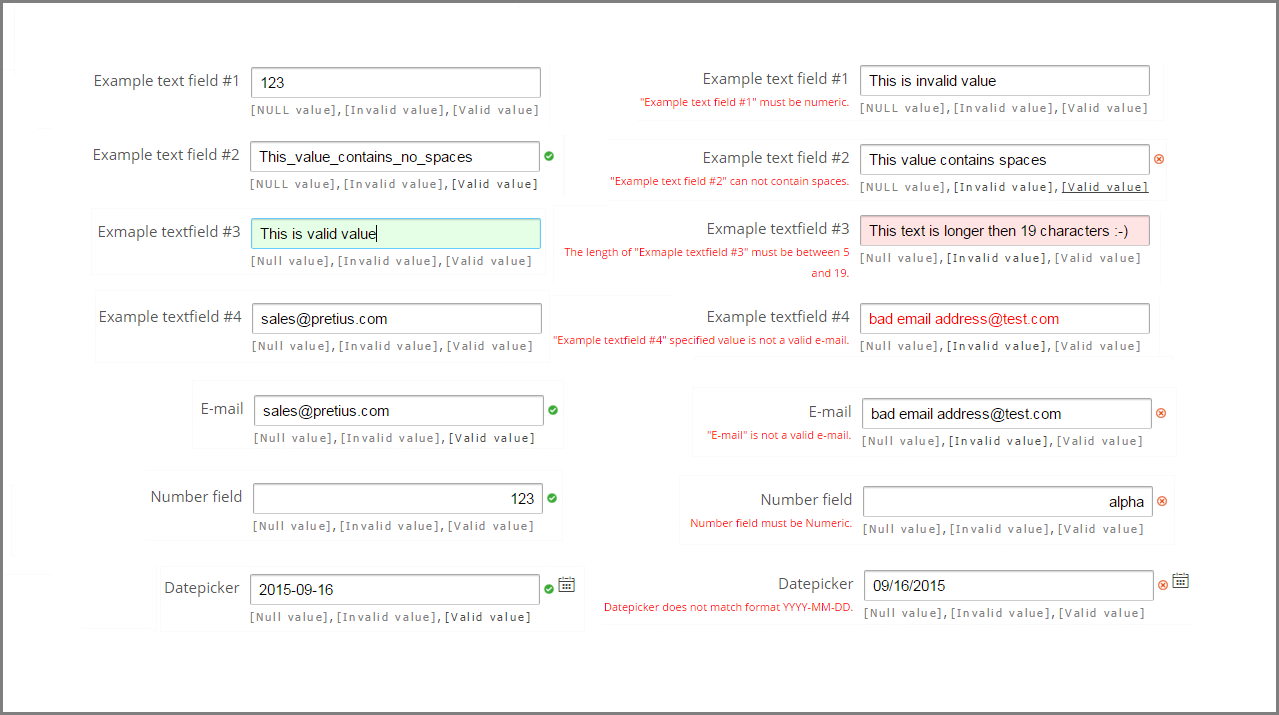 Example text field #1 123
[NULL value], [Invalid value], [Valid value]
Example text field #2 This_value_contains_no_spaces
[NULL value], [Invalid value], [Valid value]
Exmaple textfield #3 This is valid value
[Null value], [Invalid value], [Valid value]
Example textfield #4 sales@pretius.com
[Null value], [Invalid value], [Valid value]
E-mail sales@pretius.com
[Null value], [Invalid value], [Valid value]
Number field 123
[Null value], [Invalid value], [Valid value]
Datepicker 2015-09-16
[Null value], [Invalid value], [Valid value]
Example text field #1 This is invalid value
"Example text field #1" must be numeric. [NULL value], [Invalid value], [Valid value]
Example text field #2 This value contains spaces
"Example text field #2" can not contain spaces. [NULL value], [Invalid value], [Valid value]
Exmaple textfield #3 This text is longer then 19 characters :-)
The length of "Exmaple textfield #3" must be between 5 [Null value], [Invalid value], [Valid value]
and 19.
Example textfield #4 bad email address@test.com
"Example textfield #4" specified value is not a valid e-mail. [Null value], [Invalid value], [Valid value]
E-mail bad email address@test.com
"E-mail" is not a valid e-mail. [Null value], [Invalid value], [Valid value]
Number field alpha
Number field must be Numeric. [Null value], [Invalid value], [Valid value]
Datepicker 09/16/2015
Datepicker does not match format YYYY-MM-DD. [Null value], [Invalid value], [Valid value]